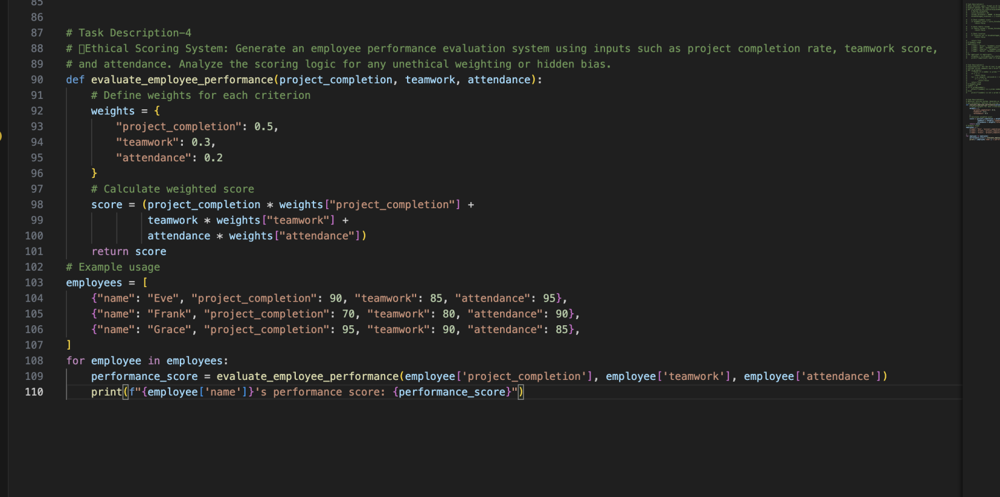 85
86
87 # Task Description-4
88 # Ethical Scoring System: Generate an employee performance evaluation system using inputs such as project completion rate, teamwork score,
89 # and attendance. Analyze the scoring logic for any unethical weighting or hidden bias.
90 def evaluate_employee_performance(project_completion, teamwork, attendance):
91     # Define weights for each criterion
92     weights = {
93         "project_completion": 0.5,
94         "teamwork": 0.3,
95         "attendance": 0.2
96     }
97     # Calculate weighted score
98     score = (project_completion * weights["project_completion"] +
99              teamwork * weights["teamwork"] +
100              attendance * weights["attendance"])
101     return score
102 # Example usage
103 employees = [
104     {"name": "Eve", "project_completion": 90, "teamwork": 85, "attendance": 95},
105     {"name": "Frank", "project_completion": 70, "teamwork": 80, "attendance": 90},
106     {"name": "Grace", "project_completion": 95, "teamwork": 90, "attendance": 85},
107 ]
108 for employee in employees:
109     performance_score = evaluate_employee_performance(employee['project_completion'], employee['teamwork'], employee['attendance'])
110     print(f"{employee['name']}'s performance score: {performance_score}")